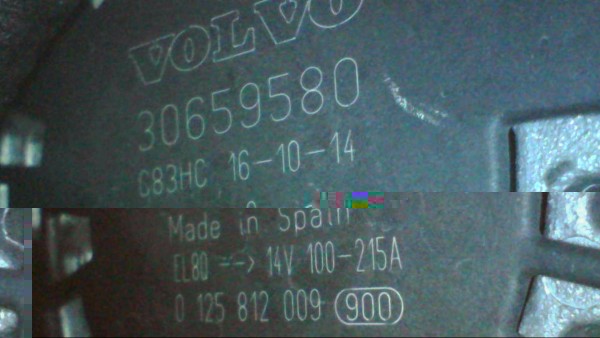 VOLVO
30659580
C83HC 16-10-14
Made in Spain
EL80 =-> 14V 100-215A
0 125 812 009 900